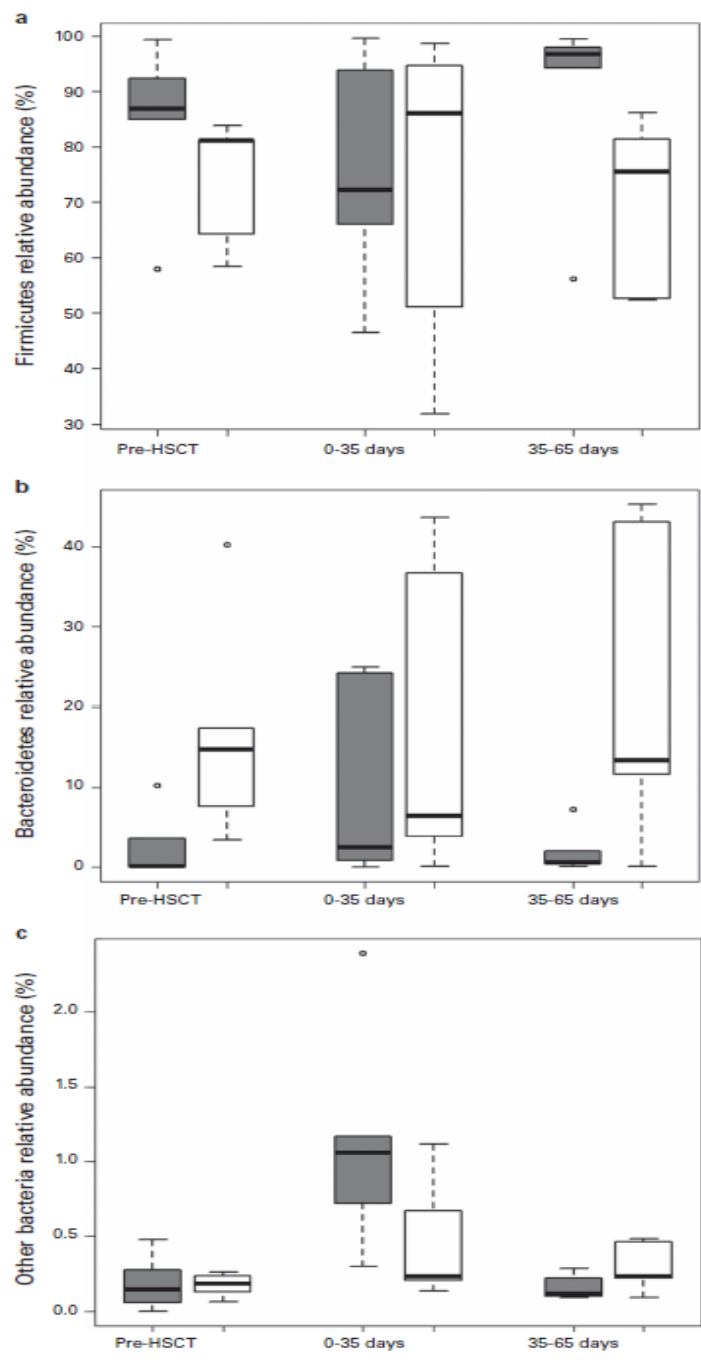 a
Firmicutes relative abundance (%)
100
90
80
70
60
50
40
30
Pre-HSCT 0-35 days 35-65 days
b
Bacteroidetes relative abundance (%)
40
30
20
10
0
Pre-HSCT 0-35 days 35-65 days
c
Other bacteria relative abundance (%)
2.0
1.5
1.0
0.5
0.0
Pre-HSCT 0-35 days 35-65 days